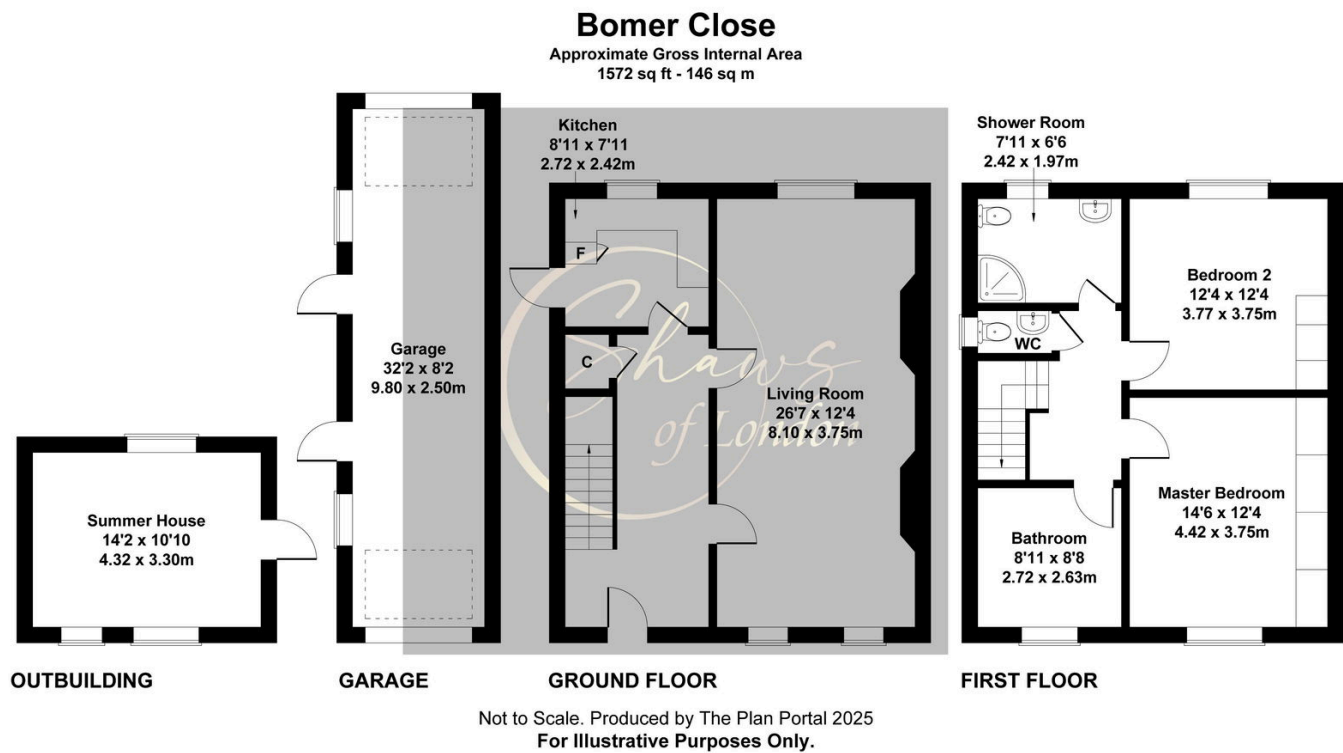 Bomer Close
Approximate Gross Internal Area
1572 sq ft - 146 sq m
Kitchen
8'11 x 7'11
2.72 x 2.42m
Shower Room
7'11 x 6'6
2.42 x 1.97m
F
Bedroom 2
12'4 x 12'4
3.77 x 3.75m
WC
Garage
32'2 x 8'2
9.80 x 2.50m
C
Shaws
of London
Living Room
26'7 x 12'4
8.10 x 3.75m
Summer House
14'2 x 10'10
4.32 x 3.30m
Master Bedroom
14'6 x 12'4
4.42 x 3.75m
Bathroom
8'11 x 8'8
2.72 x 2.63m
OUTBUILDING
GARAGE
GROUND FLOOR
FIRST FLOOR
Not to Scale. Produced by The Plan Portal 2025
For Illustrative Purposes Only.